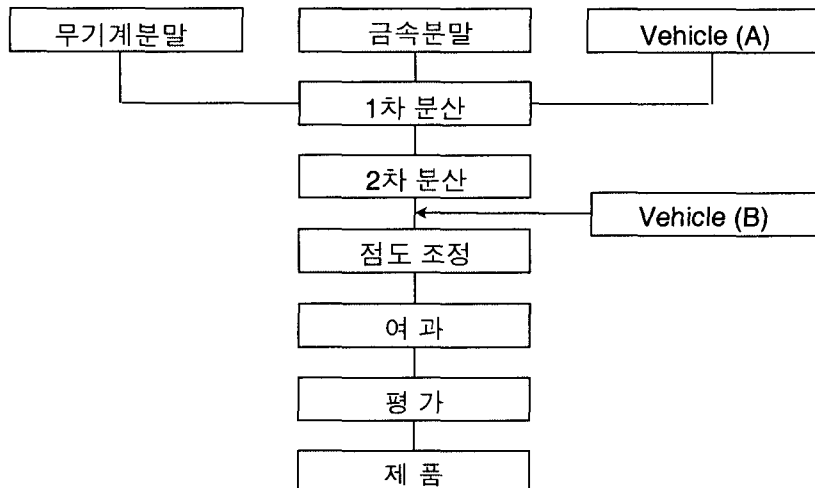 무기계분말
금속분말
Vehicle (A)
1차 분산
2차 분산
Vehicle (B)
점도 조정
여 과
평 가
제 품